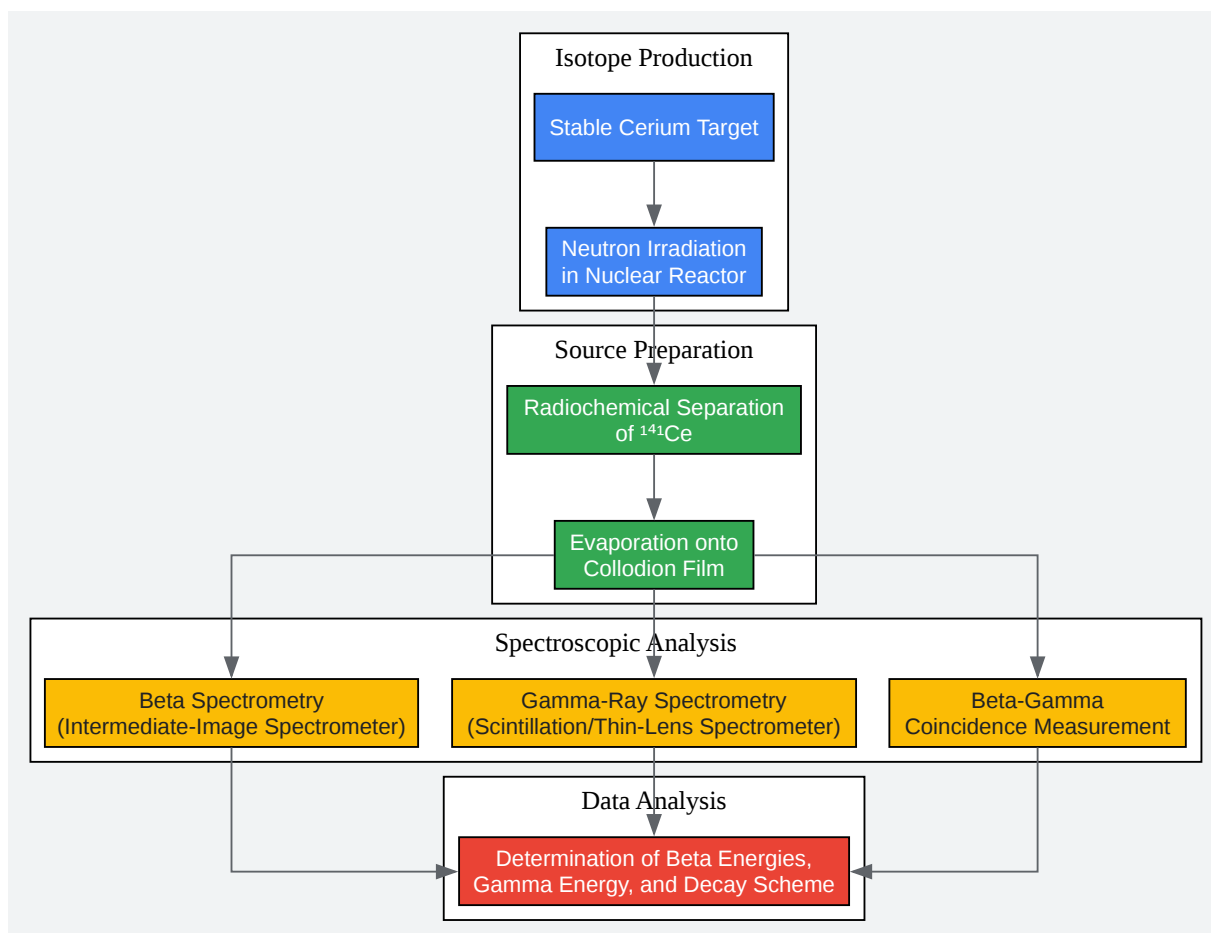 Isotope Production
Stable Cerium Target
Neutron Irradiation
in Nuclear Reactor
Source Preparation
Radiochemical Separation
of ¹⁴¹Ce
Evaporation onto
Collodion Film
Spectroscopic Analysis
Beta Spectrometry
(Intermediate-Image Spectrometer)
Gamma-Ray Spectrometry
(Scintillation/Thin-Lens Spectrometer)
Beta-Gamma
Coincidence Measurement
Data Analysis
Determination of Beta Energies,
Gamma Energy, and Decay Scheme